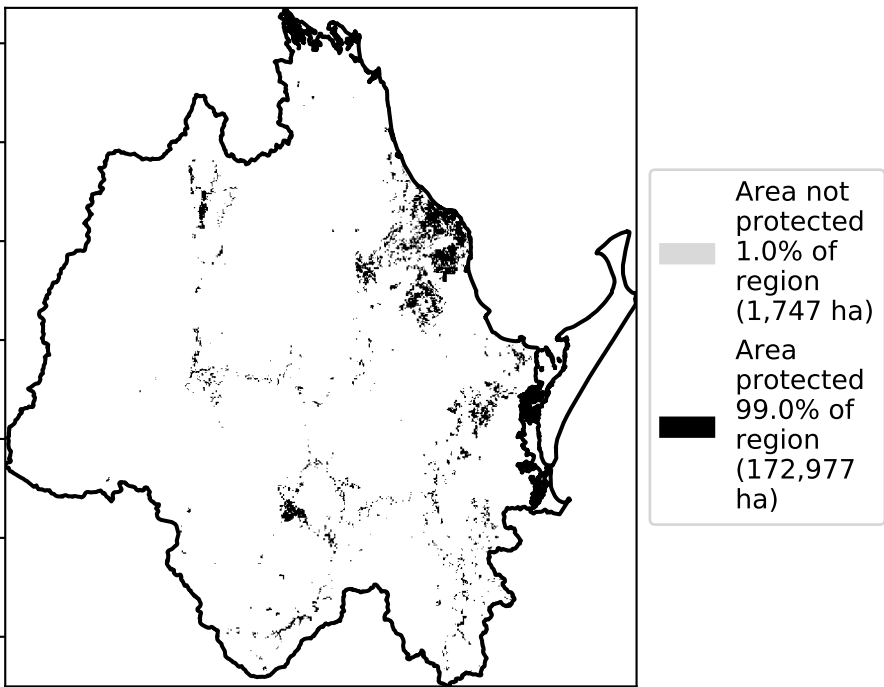 Area not
protected
1.0% of
region
(1,747 ha)
Area
protected
99.0% of
region
(172,977
ha)